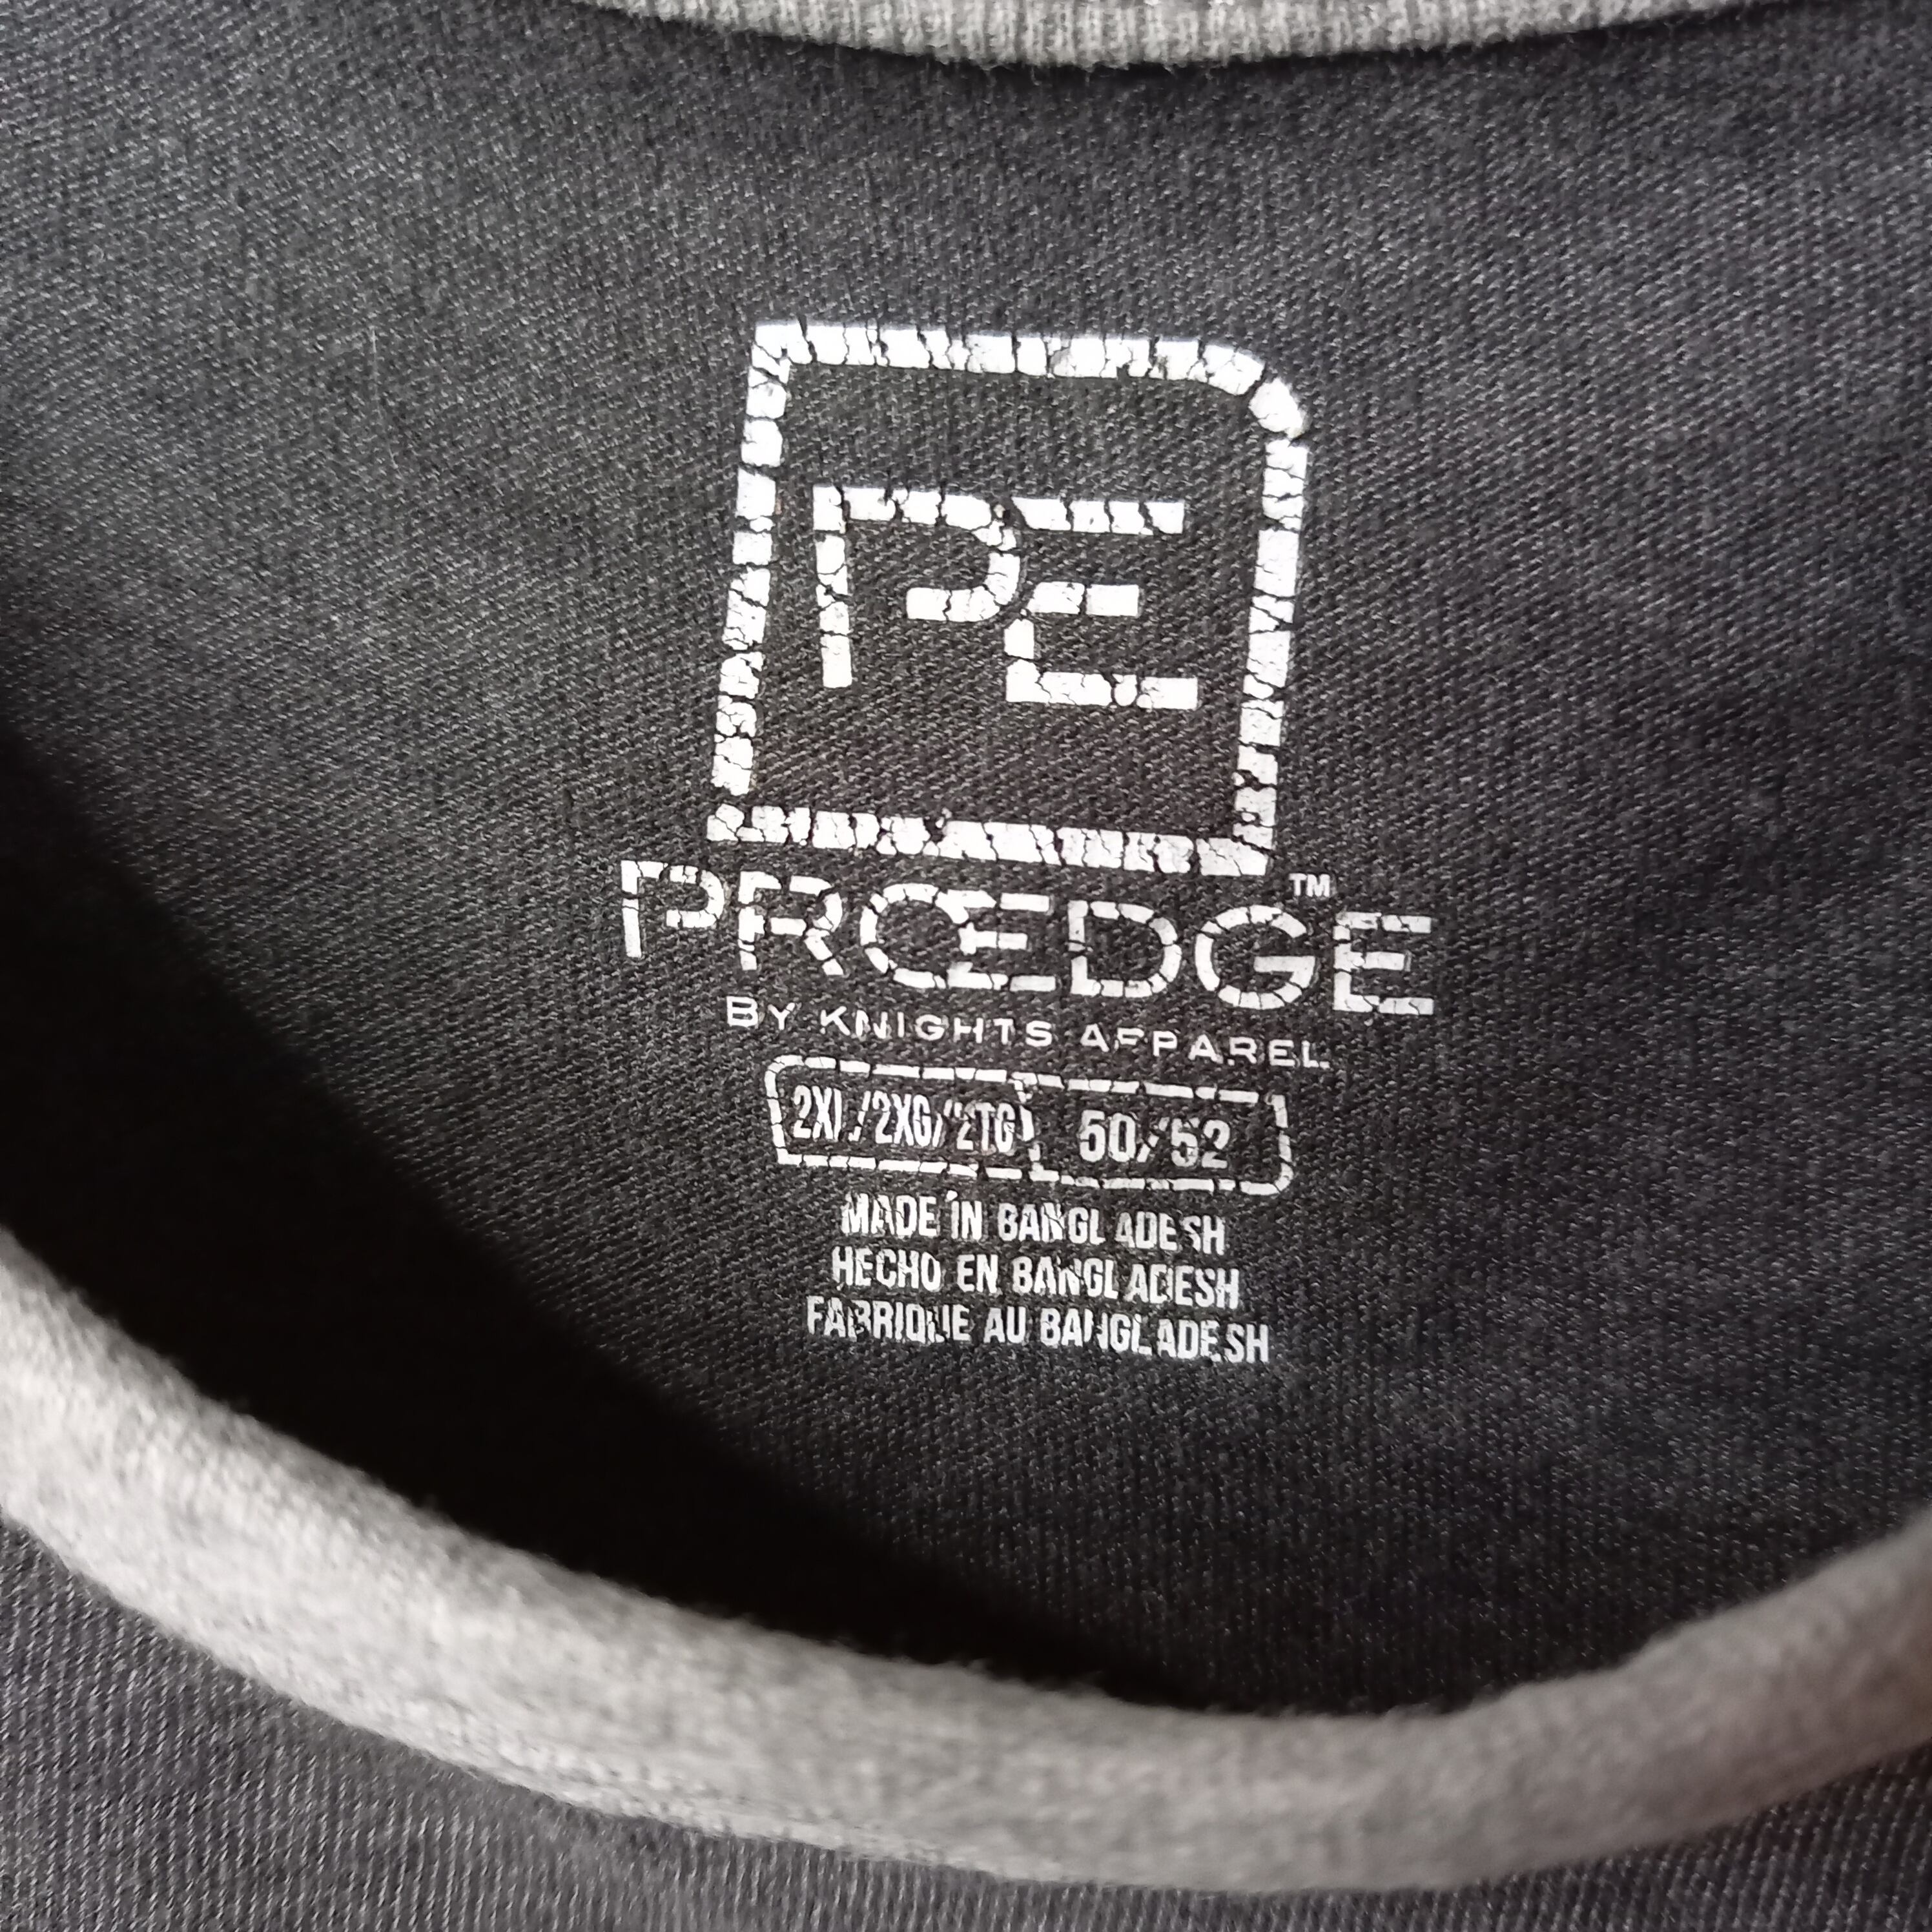 PE
PROEDGE™
BY KNIGHTS APPAREL
2XL/2XG/2TG 50/52
MADE IN BANGLADESH
HECHO EN BANGLADESH
FABRIQUE AU BANGLADESH